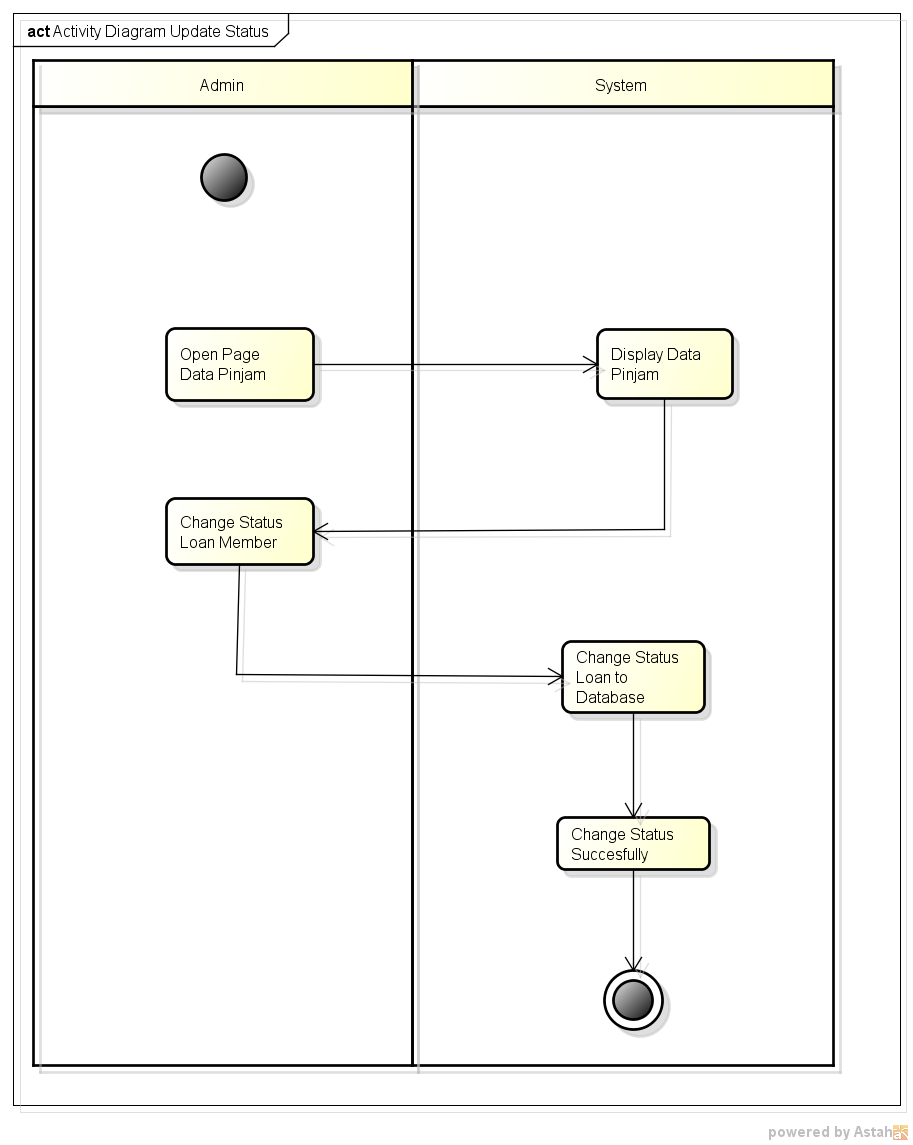 act Activity Diagram Update Status
Admin
System
Open Page
Data Pinjam
Display Data
Pinjam
Change Status
Loan Member
Change Status
Loan to
Database
Change Status
Succesfully
powered by Astah